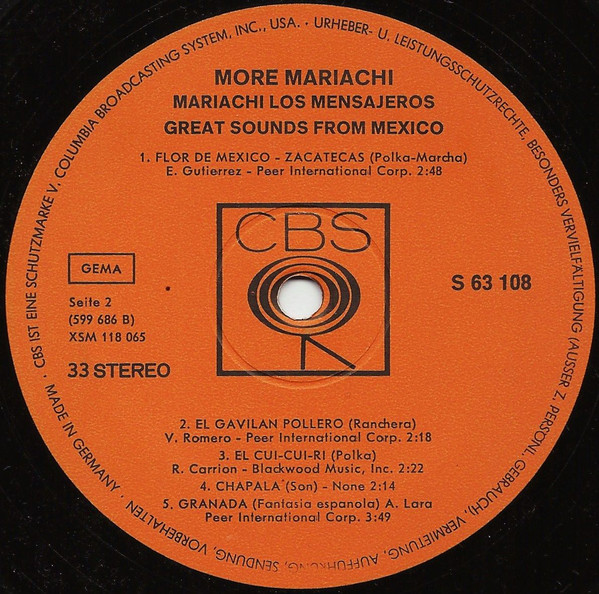 CBS IST EINE SCHUTZMARKE V. COLUMBIA BROADCASTING SYSTEM, INC., USA. · URHEBER- U. LEISTUNGSSCHUTZRECHTE, BESONDERS VERVIELFÄLTIGUNG (AUSSER Z. PERSÖNL. GEBRAUCH), VERMIETUNG, AUFFÜHRUNG, SENDUNG, VORBEHALTEN · MADE IN GERMANY ·
MORE MARIACHI
MARIACHI LOS MENSAJEROS
GREAT SOUNDS FROM MEXICO
1. FLOR DE MEXICO - ZACATECAS (Polka-Marcha)
E. Gutierrez - Peer International Corp. 2:48
CBS
GEMA
Seite 2
(599 686 B)
XSM 118 065
33 STEREO
S 63 108
2. EL GAVILAN POLLERO (Ranchera)
V. Romero - Peer International Corp. 2:18
3. EL CUI-CUI-RI (Polka)
R. Carrion - Blackwood Music, Inc. 2:22
4. CHAPALA (Son) - None 2:14
5. GRANADA (Fantasia espanola) A. Lara
Peer International Corp. 3:49